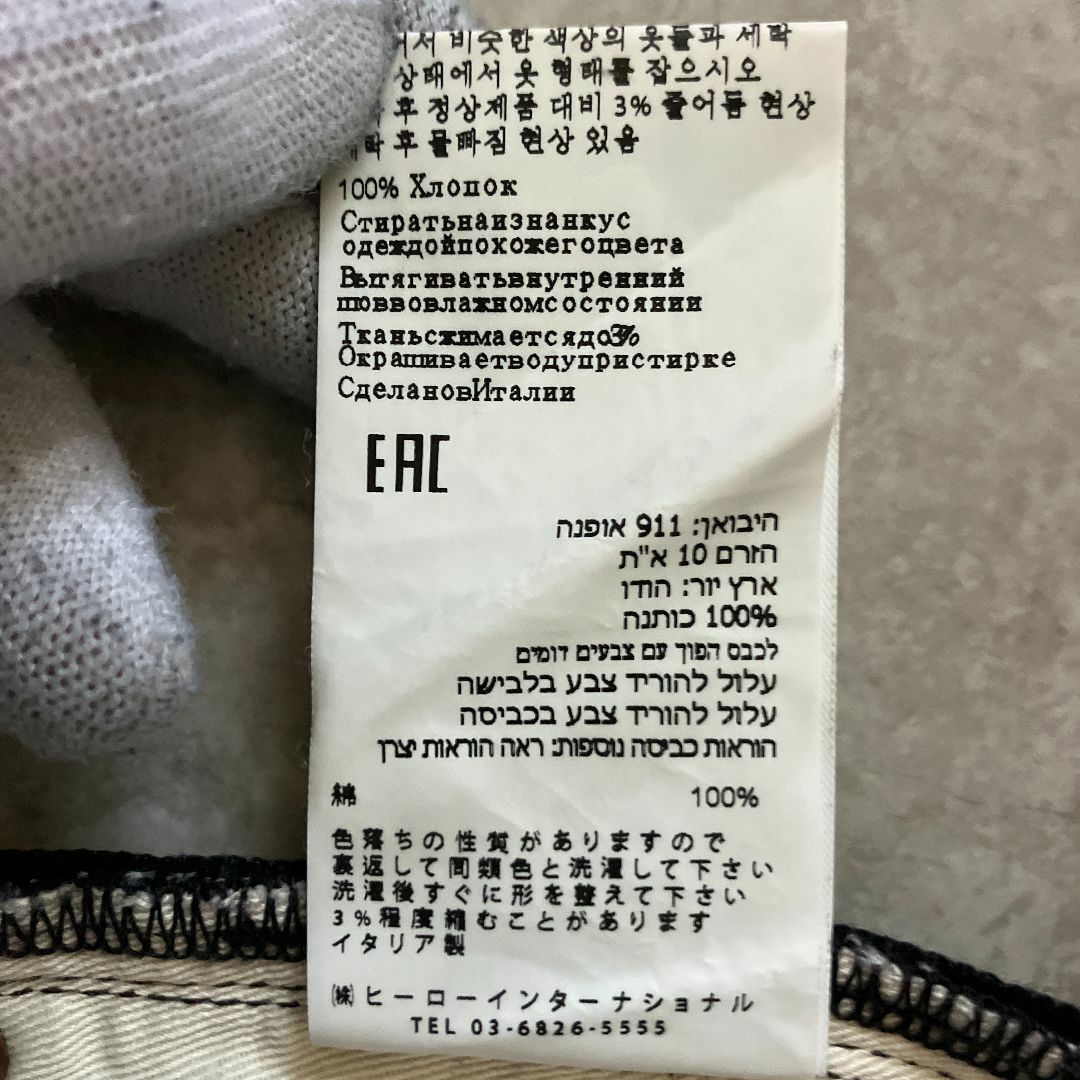 서 비슷한 색상의 옷들과 세탁
상태에서 옷 형태를 잡으시오
후 정상제품 대비 3% 줄어듬 현상
후 물빠짐 현상 있음
100% Хлопок
Стиратьнаизнанкус
одеждойпохожегоцвета
Вытягиватьвнутренний
шоввовлажномсостоянии
Тканьсжимаетсядо3%
Окрашиваетводупристирке
СделановИталии
EAC
היבואן: 911 אופנה
הזרם 10 א"ת
ארץ יור: הודו
100% כותנה
לכבס הפוך עם צבעים דומים
עלול להוריד צבע בלבישה
עלול להוריד צבע בכביסה
הוראות כביסה נוספות: ראה הוראות יצרן
綿 100%
色落ちの性質がありますので
裏返して同類色と洗濯して下さい
洗濯後すぐに形を整えて下さい
3%程度縮むことがあります
イタリア製
㈱ヒーローインターナショナル
TEL 03-6826-5555